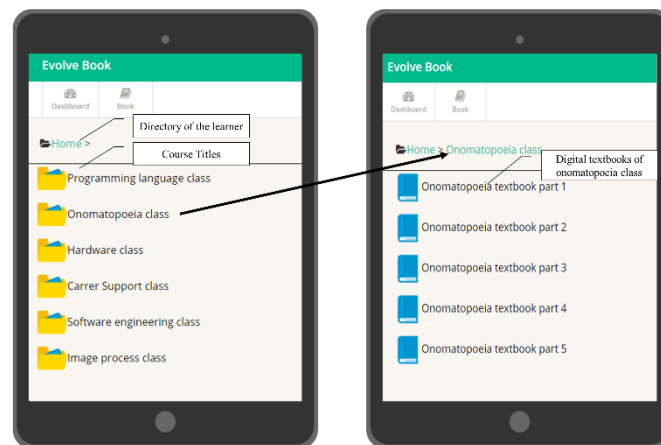 Evolve Book
Dashboard
Book
Directory of the learner
Home >
Course Titles
Programming language class
Onomatopoeia class
Hardware class
Carrer Support class
Software engineering class
Image process class
Evolve Book
Dashboard
Book
Home > Onomatopoeia class
Digital textbooks of
onomatopoeia class
Onomatopoeia textbook part 1
Onomatopoeia textbook part 2
Onomatopoeia textbook part 3
Onomatopoeia textbook part 4
Onomatopoeia textbook part 5